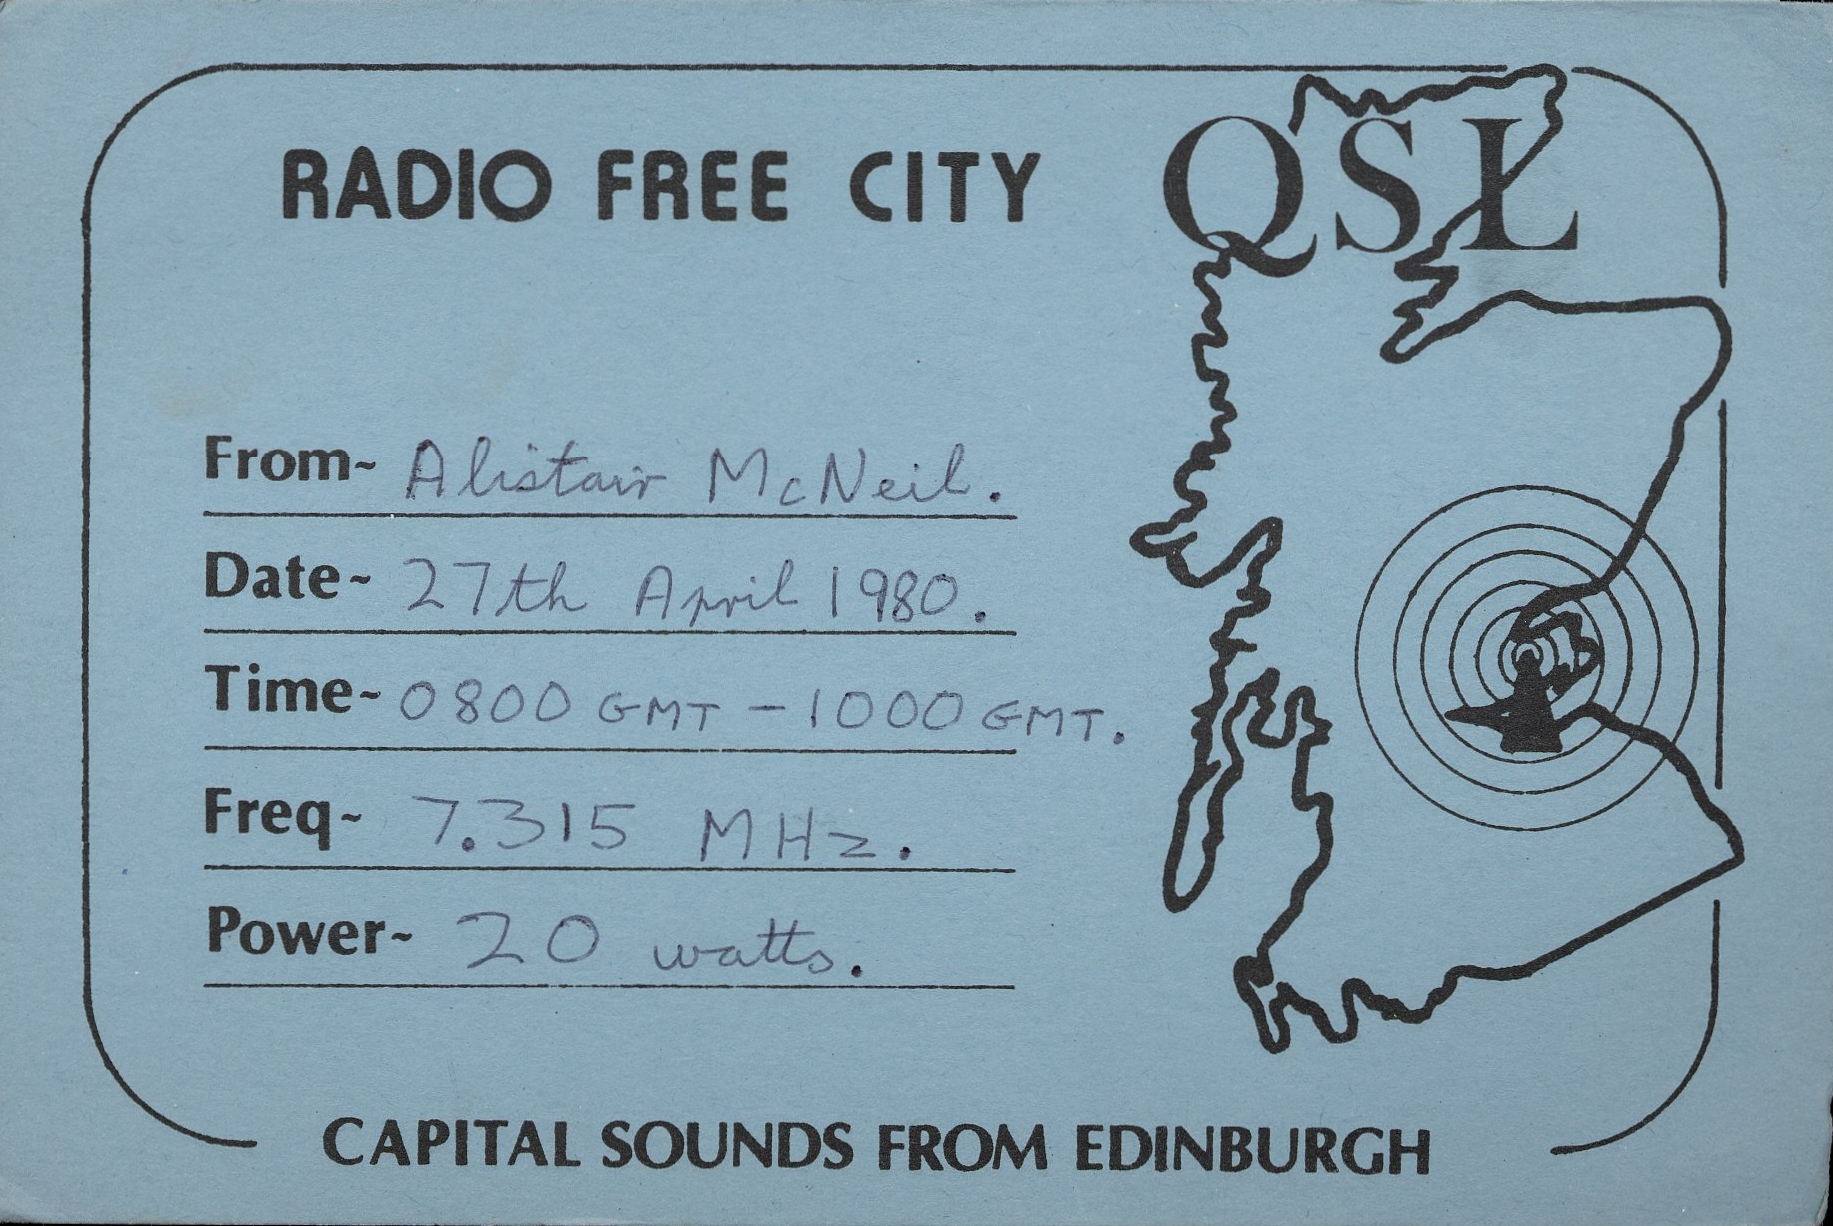 RADIO FREE CITY
QSL
From~ Alistair McNeil.
Date~ 27th April 1980.
Time~ 0800 GMT – 1000 GMT.
Freq~ 7.315 MHz.
Power~ 20 watts.
CAPITAL SOUNDS FROM EDINBURGH